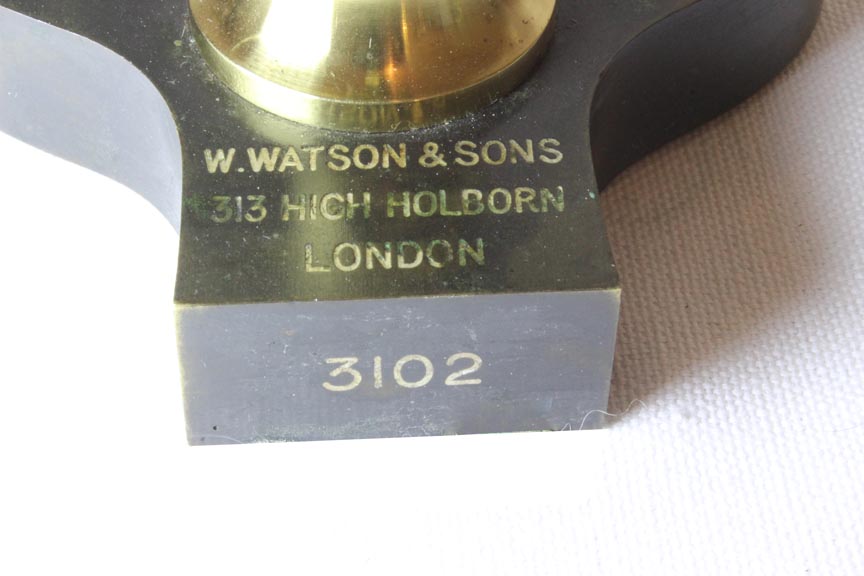 W. WATSON & SONS
313 HIGH HOLBORN
LONDON
3102